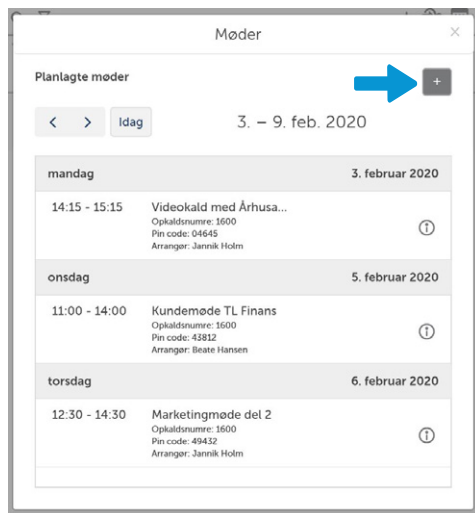 Møder
×
Planlagte møder
+
< > Idag
3. – 9. feb. 2020
mandag 3. februar 2020
14:15 - 15:15 Videokald med Århusa...
Opkaldsnumre: 1600
Pin code: 04645
Arrangør: Jannik Holm
onsdag 5. februar 2020
11:00 - 14:00 Kundemøde TL Finans
Opkaldsnumre: 1600
Pin code: 43812
Arrangør: Beate Hansen
torsdag 6. februar 2020
12:30 - 14:30 Marketingmøde del 2
Opkaldsnumre: 1600
Pin code: 49432
Arrangør: Jannik Holm